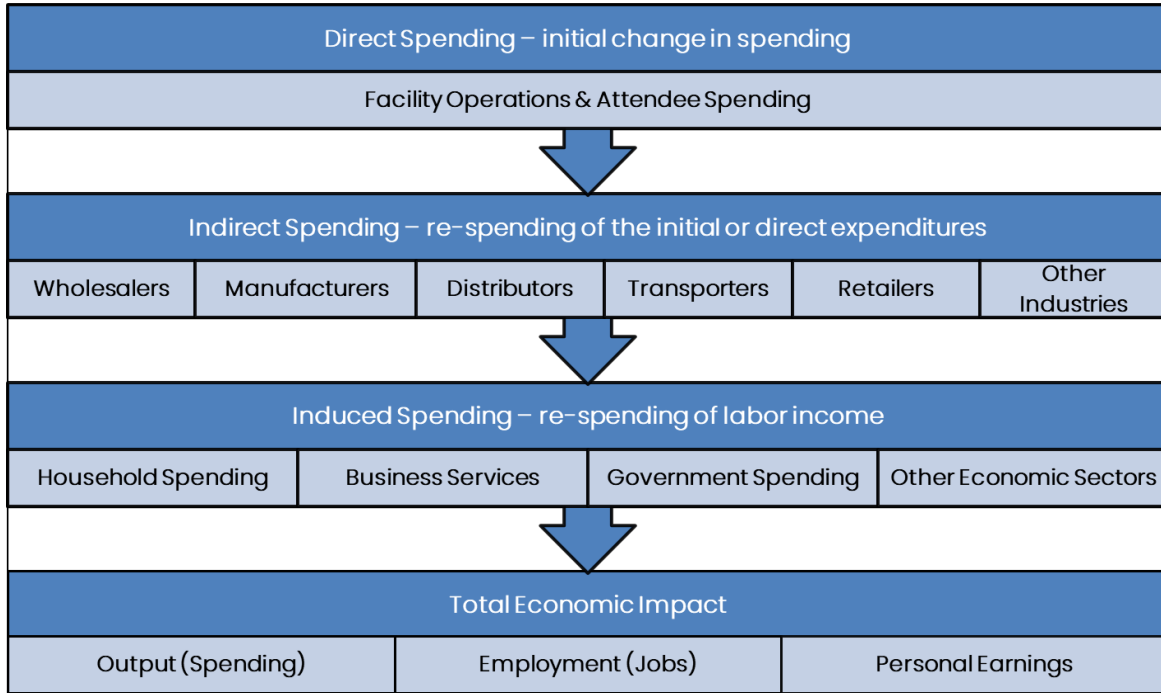 Direct Spending – initial change in spending
Facility Operations & Attendee Spending
Indirect Spending – re-spending of the initial or direct expenditures
Wholesalers
Manufacturers
Distributors
Transporters
Retailers
Other
Industries
Induced Spending – re-spending of labor income
Household Spending
Business Services
Government Spending
Other Economic Sectors
Total Economic Impact
Output (Spending)
Employment (Jobs)
Personal Earnings